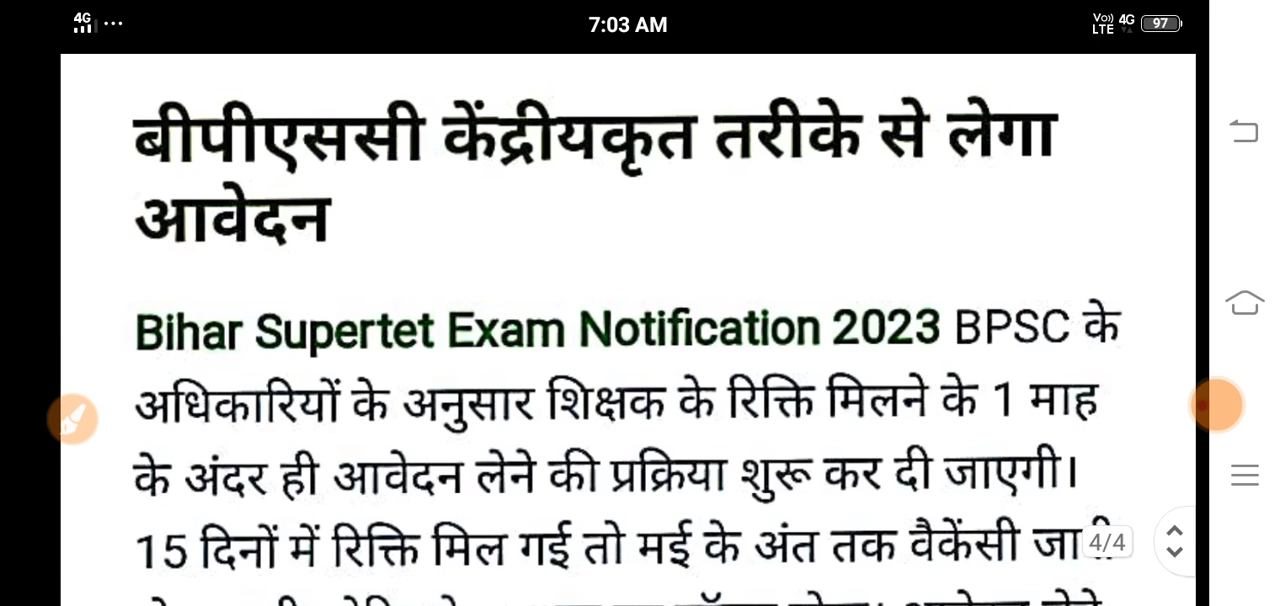 4G ... 7:03 AM Vo)) LTE 4G 97
बीपीएससी केंद्रीयकृत तरीके से लेगा
आवेदन
Bihar Supertet Exam Notification 2023 BPSC के
अधिकारियों के अनुसार शिक्षक के रिक्ति मिलने के 1 माह
के अंदर ही आवेदन लेने की प्रक्रिया शुरू कर दी जाएगी।
15 दिनों में रिक्ति मिल गई तो मई के अंत तक वैकेंसी
4/4